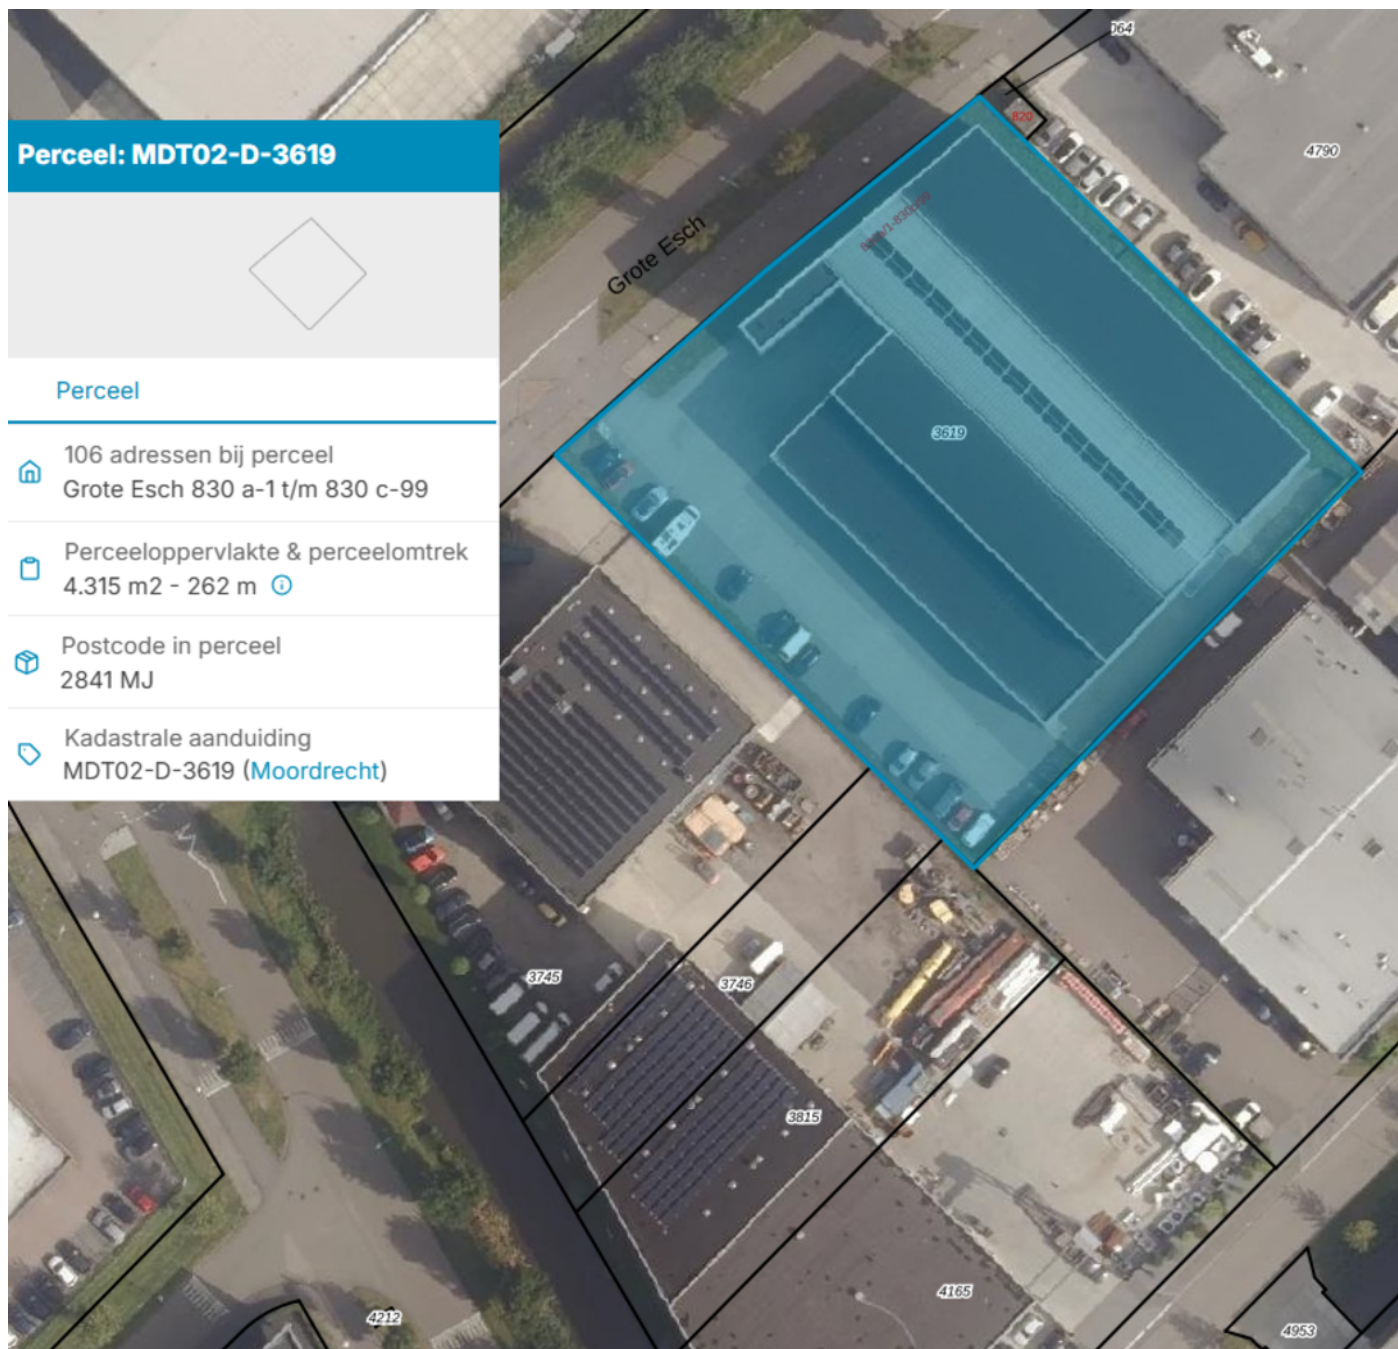 Perceel: MDT02-D-3619
Perceel
106 adressen bij perceel
Grote Esch 830 a-1 t/m 830 c-99
Perceeloppervlakte & perceelomtrek
4.315 m2 - 262 m
Postcode in perceel
2841 MJ
Kadastrale aanduiding
MDT02-D-3619 (Moordrecht)
820
4790
Grote Esch
3619
3745
3746
3815
4165
4212
4953